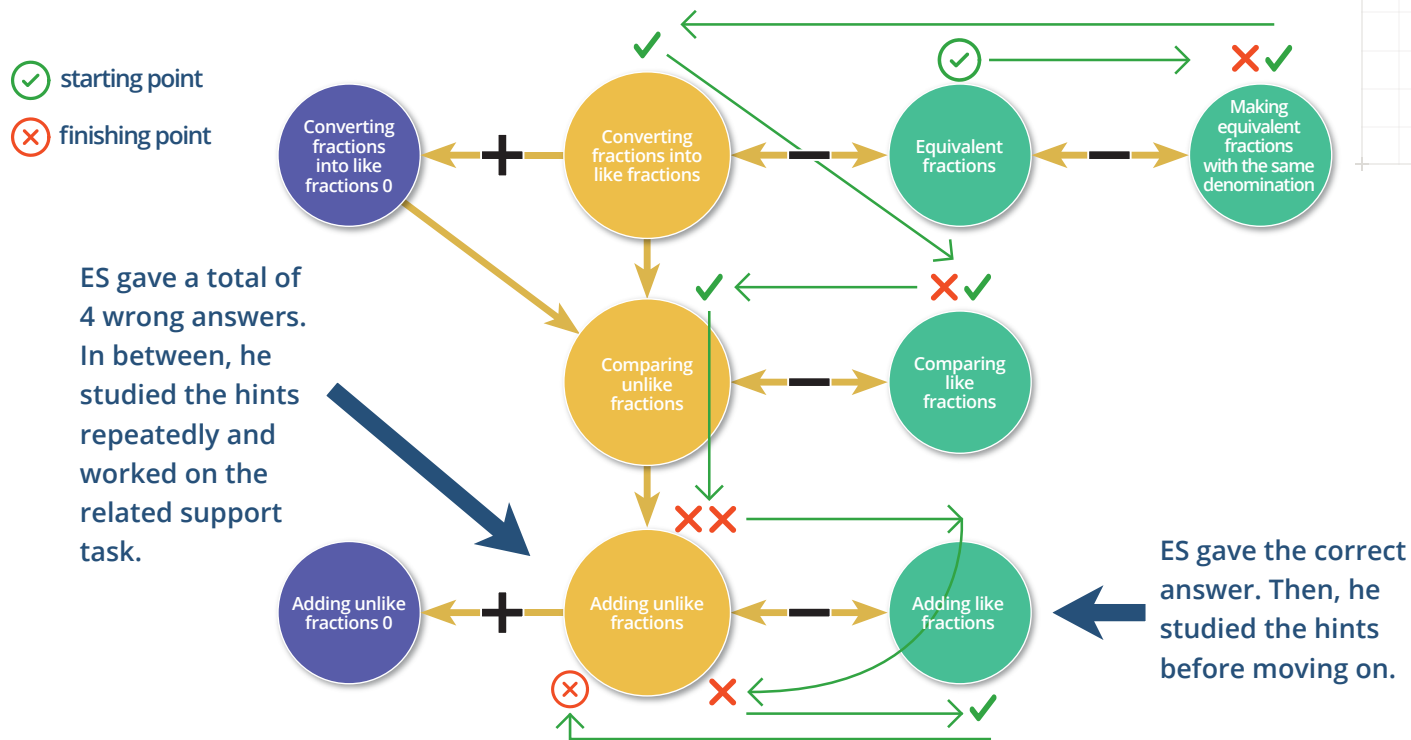 starting point
finishing point
Converting
fractions
into like
fractions 0
Converting
fractions into
like fractions
Equivalent
fractions
Making
equivalent
fractions
with the same
denomination
ES gave a total of
4 wrong answers.
In between, he
studied the hints
repeatedly and
worked on the
related support
task.
Comparing
unlike
fractions
Comparing
like
fractions
Adding unlike
fractions 0
Adding unlike
fractions
Adding like
fractions
ES gave the correct
answer. Then, he
studied the hints
before moving on.